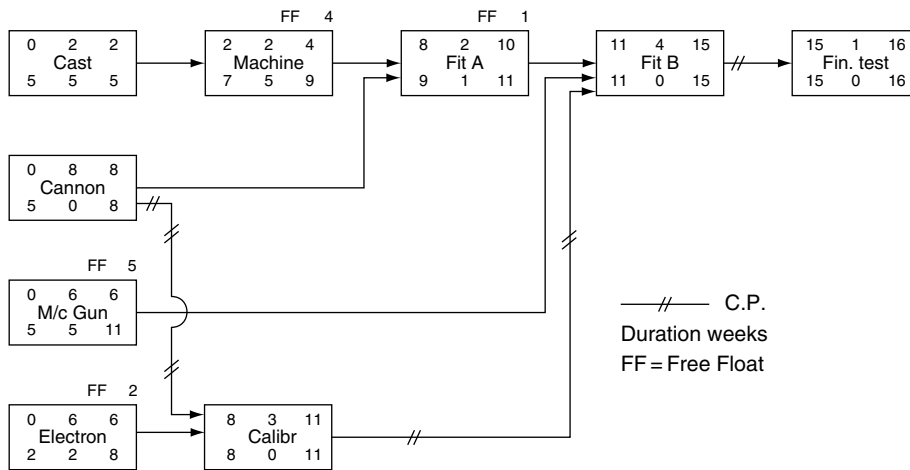 FF 4
FF 1
0 2 2
Cast
5 5 5
2 2 4
Machine
7 5 9
8 2 10
Fit A
9 1 11
11 4 15
Fit B
11 0 15
15 1 16
Fin. test
15 0 16
0 8 8
Cannon
5 0 8
FF 5
0 6 6
M/c Gun
5 5 11
C.P.
Duration weeks
FF = Free Float
FF 2
0 6 6
Electron
2 2 8
8 3 11
Calibr
8 0 11